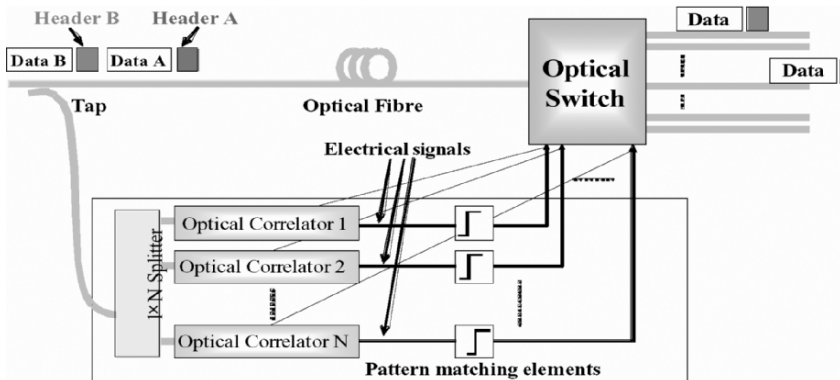 Header B
Header A
Data
Data B
Data A
Data
Optical Switch
Tap
Optical Fibre
Electrical signals
1×N Splitter
Optical Correlator 1
Optical Correlator 2
Optical Correlator N
Pattern matching elements